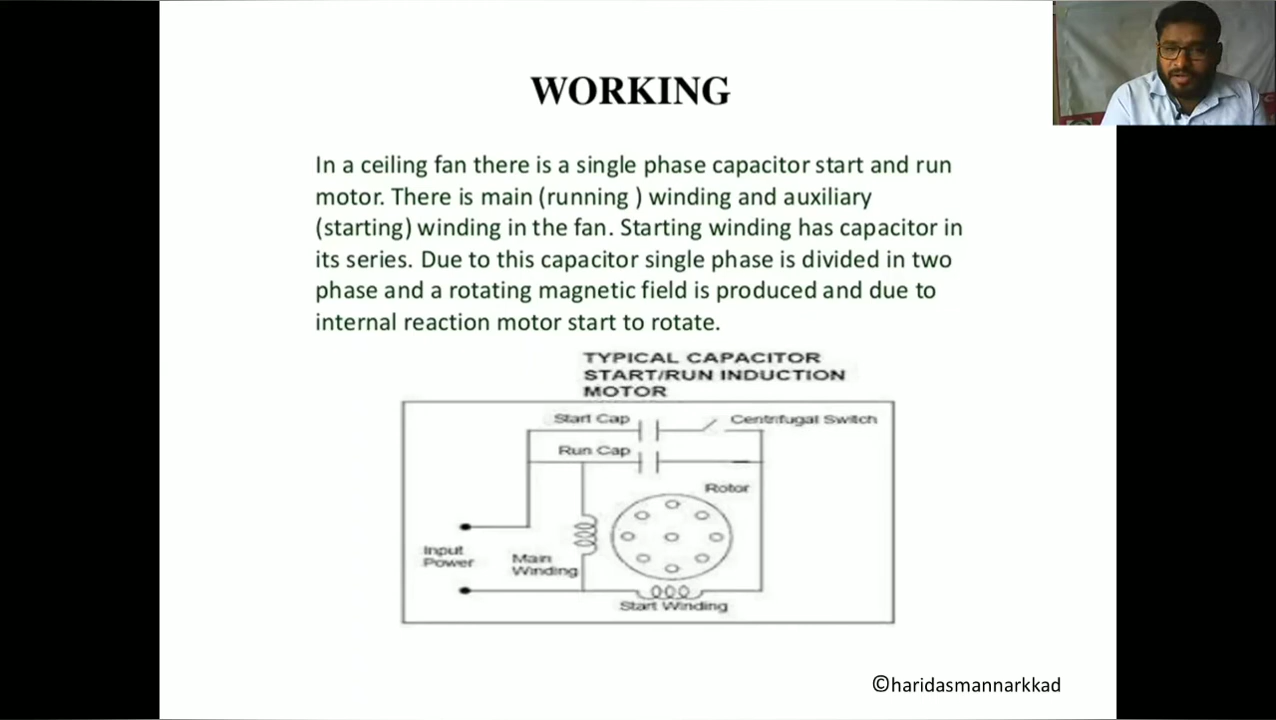 WORKING
In a ceiling fan there is a single phase capacitor start and run
motor. There is main (running ) winding and auxiliary
(starting) winding in the fan. Starting winding has capacitor in
its series. Due to this capacitor single phase is divided in two
phase and a rotating magnetic field is produced and due to
internal reaction motor start to rotate.
TYPICAL CAPACITOR
START/RUN INDUCTION
MOTOR
Start Cap
Centrifugal Switch
Run Cap
Rotor
Input
Power
Main
Winding
Start Winding
©haridasmannarkkad